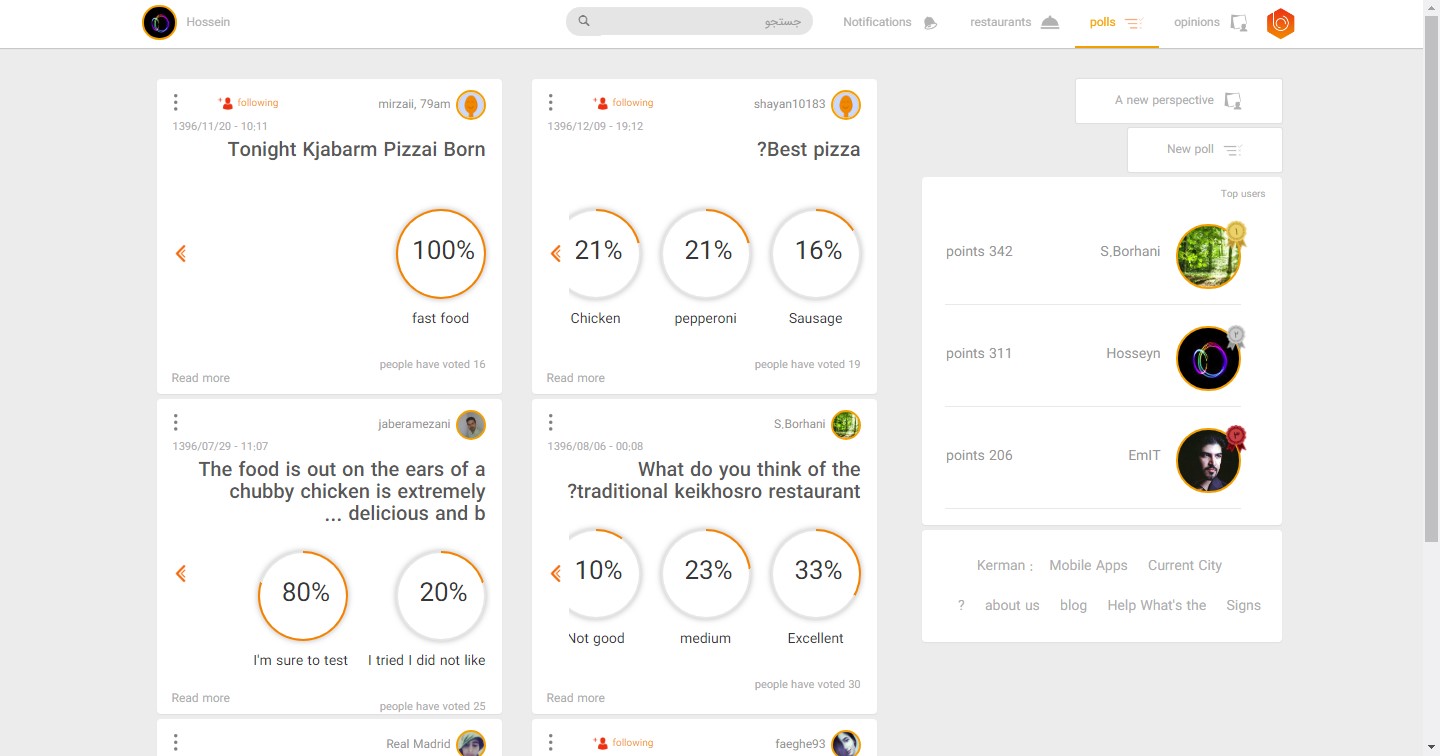 Hossein
جستجو
Notifications
restaurants
polls
opinions
following
mirzaii, 79am
1396/11/20 - 10:11
Tonight Kjabarm Pizzai Born
100%
fast food
people have voted 16
Read more
following
shayan10183
1396/12/09 - 19:12
?Best pizza
21%
21%
16%
Chicken
pepperoni
Sausage
people have voted 19
Read more
A new perspective
New poll
Top users
points 342
S.Borhani
۱
points 311
Hosseyn
۲
points 206
EmIT
۳
jaberamezani
1396/07/29 - 11:07
The food is out on the ears of a
chubby chicken is extremely
... delicious and b
80%
20%
I'm sure to test
I tried I did not like
people have voted 25
Read more
S.Borhani
1396/08/06 - 00:08
What do you think of the
?traditional keikhosro restaurant
10%
23%
33%
Not good
medium
Excellent
people have voted 30
Read more
Kerman :
Mobile Apps
Current City
?
about us
blog
Help What's the
Signs
Real Madrid
following
faeghe93